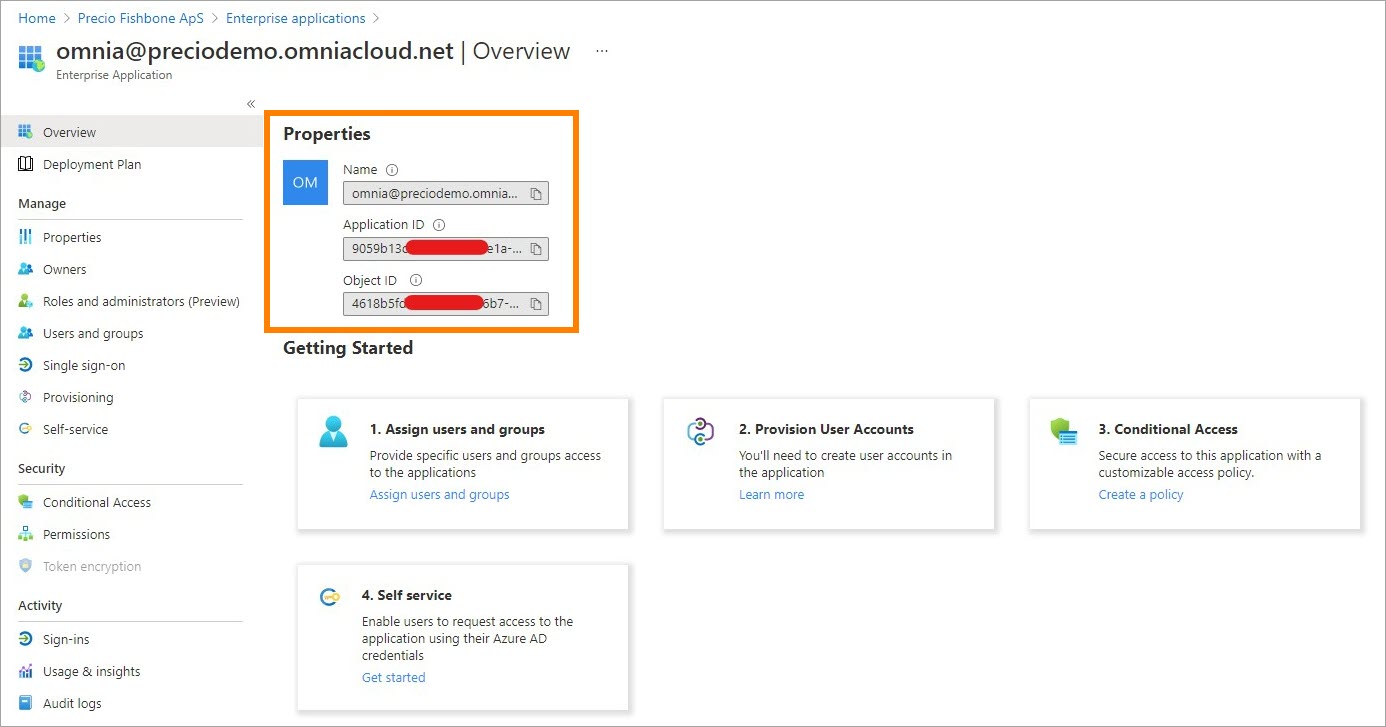 Home > Precio Fishbone ApS > Enterprise applications >
omnia@preciodemo.omniacloud.net | Overview ...
Enterprise Application
«
Overview
Deployment Plan
Manage
Properties
Owners
Roles and administrators (Preview)
Users and groups
Single sign-on
Provisioning
Self-service
Security
Conditional Access
Permissions
Token encryption
Activity
Sign-ins
Usage & insights
Audit logs
Properties
OM
Name
omnia@preciodemo.omnia...
Application ID
9059b13 e1a-...
Object ID
4618b5f 6b7-...
Getting Started
1. Assign users and groups
Provide specific users and groups access
to the applications
Assign users and groups
2. Provision User Accounts
You'll need to create user accounts in
the application
Learn more
3. Conditional Access
Secure access to this application with a
customizable access policy.
Create a policy
4. Self service
Enable users to request access to the
application using their Azure AD
credentials
Get started